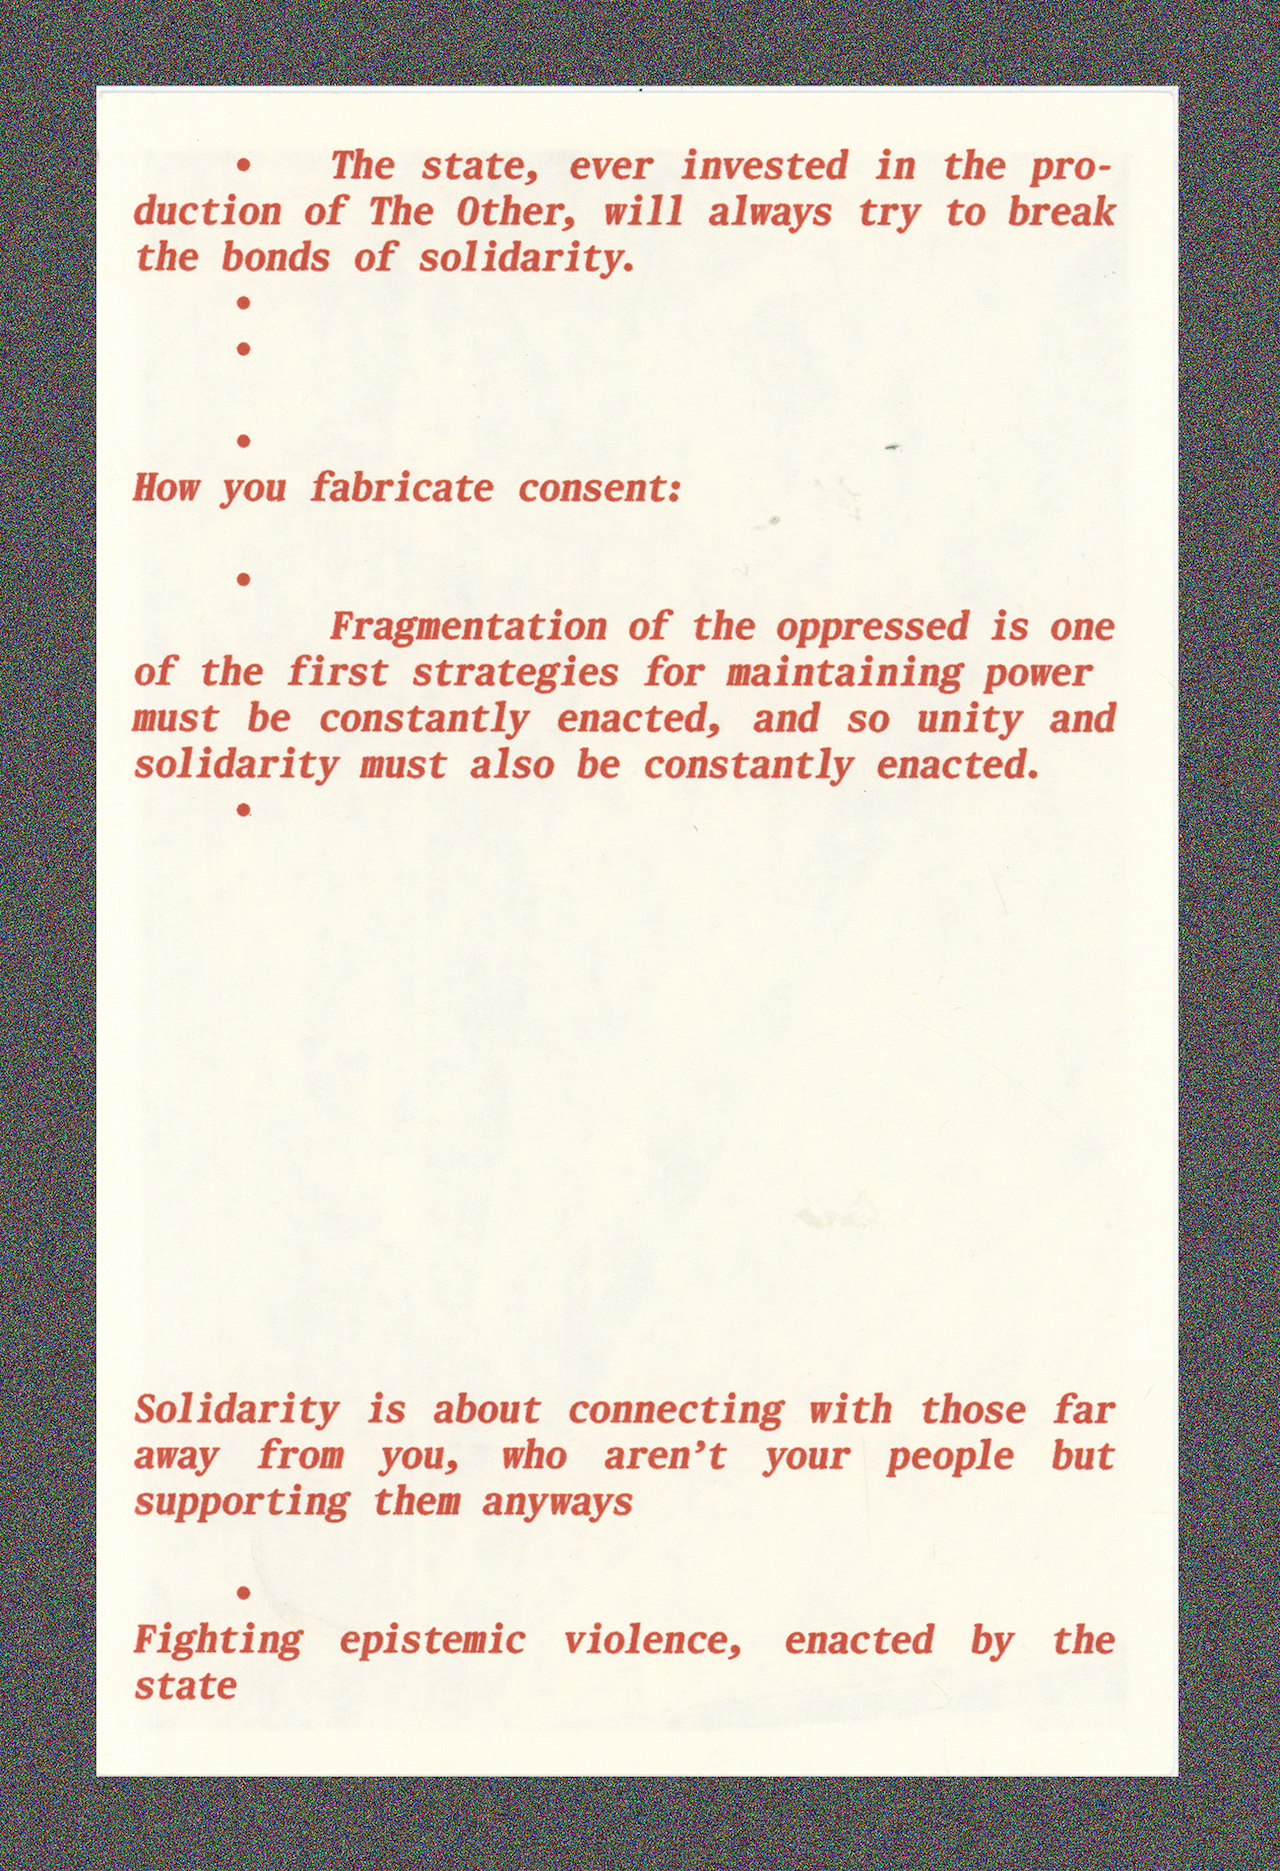 • The state, ever invested in the pro-
duction of The Other, will always try to break
the bonds of solidarity.
•
•
•
How you fabricate consent:
•
Fragmentation of the oppressed is one
of the first strategies for maintaining power
must be constantly enacted, and so unity and
solidarity must also be constantly enacted.
•
Solidarity is about connecting with those far
away from you, who aren’t your people but
supporting them anyways
•
Fighting epistemic violence, enacted by the
state